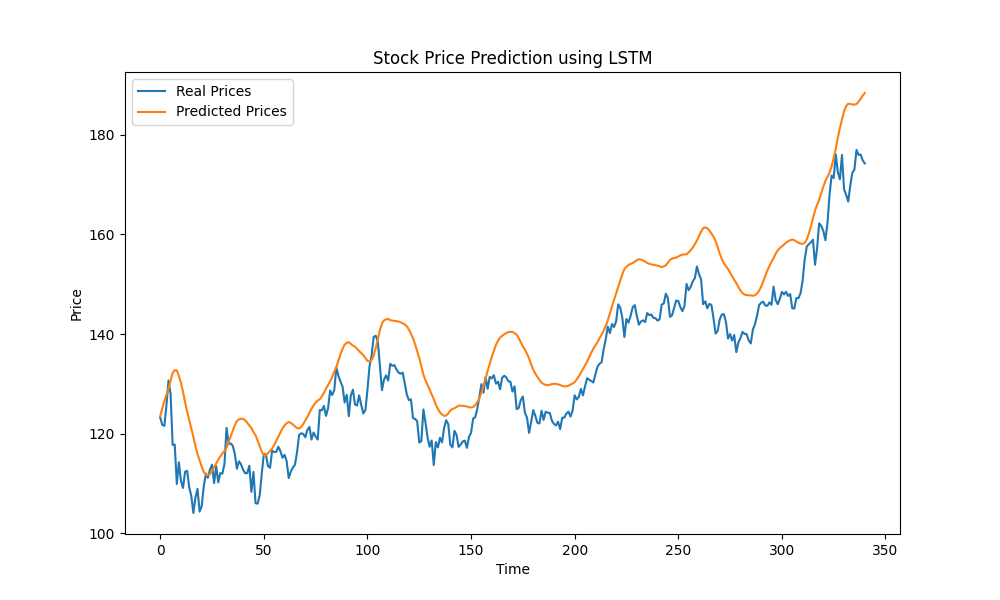 Stock Price Prediction using LSTM
Real Prices
Predicted Prices
Price
180
160
140
120
100
0 50 100 150 200 250 300 350
Time